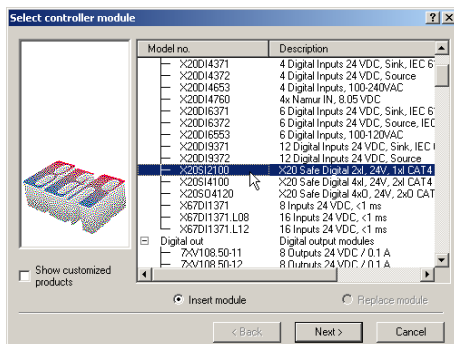 Select controller module
Model no. Description
X20DI4371 4 Digital Inputs 24 VDC, Sink, IEC 6
X20DI4372 4 Digital Inputs 24 VDC, Source
X20DI4653 4 Digital Inputs, 100-240VAC
X20DI4760 4x Namur IN, 8.05 VDC
X20DI6371 6 Digital Inputs 24 VDC, Sink, IEC 6
X20DI6372 6 Digital Inputs 24 VDC, Source, IEC
X20DI6553 6 Digital Inputs, 100-120VAC
X20DI9371 12 Digital Inputs 24 VDC, Sink, IEC
X20DI9372 12 Digital Inputs 24 VDC, Source
X20SI2100 X20 Safe Digital 2xI, 24V, 1xI CAT4
X20SI4100 X20 Safe Digital 4xI, 24V, 2xI CAT4
X20SO4120 X20 Safe Digital 4xO, 24V, 2xO CAT
X67DI1371 8 Inputs 24 VDC, <1 ms
X67DI1371.L08 16 Inputs 24 VDC, <1 ms
X67DI1371.L12 16 Inputs 24 VDC, <1 ms
Digital out Digital output modules
7XV108.50-11 8 Outputs 24 VDC / 0.1 A
7XV108.50-12 8 Outputs 24 VDC / 0.1 A
Show customized
products
Insert module Replace module
< Back Next > Cancel